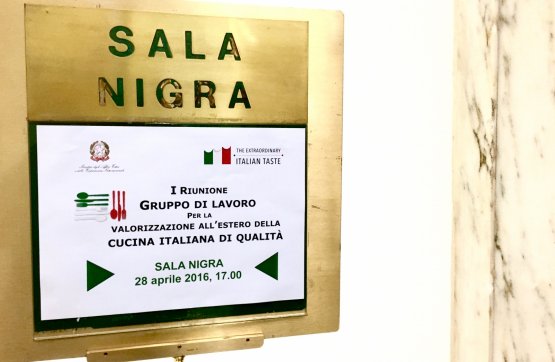 SALA
NIGRA
THE EXTRAORDINARY
ITALIAN TASTE
I RIUNIONE
GRUPPO DI LAVORO
PER LA
VALORIZZAZIONE ALL'ESTERO DELLA
CUCINA ITALIANA DI QUALITÀ
SALA NIGRA
28 aprile 2016, 17.00